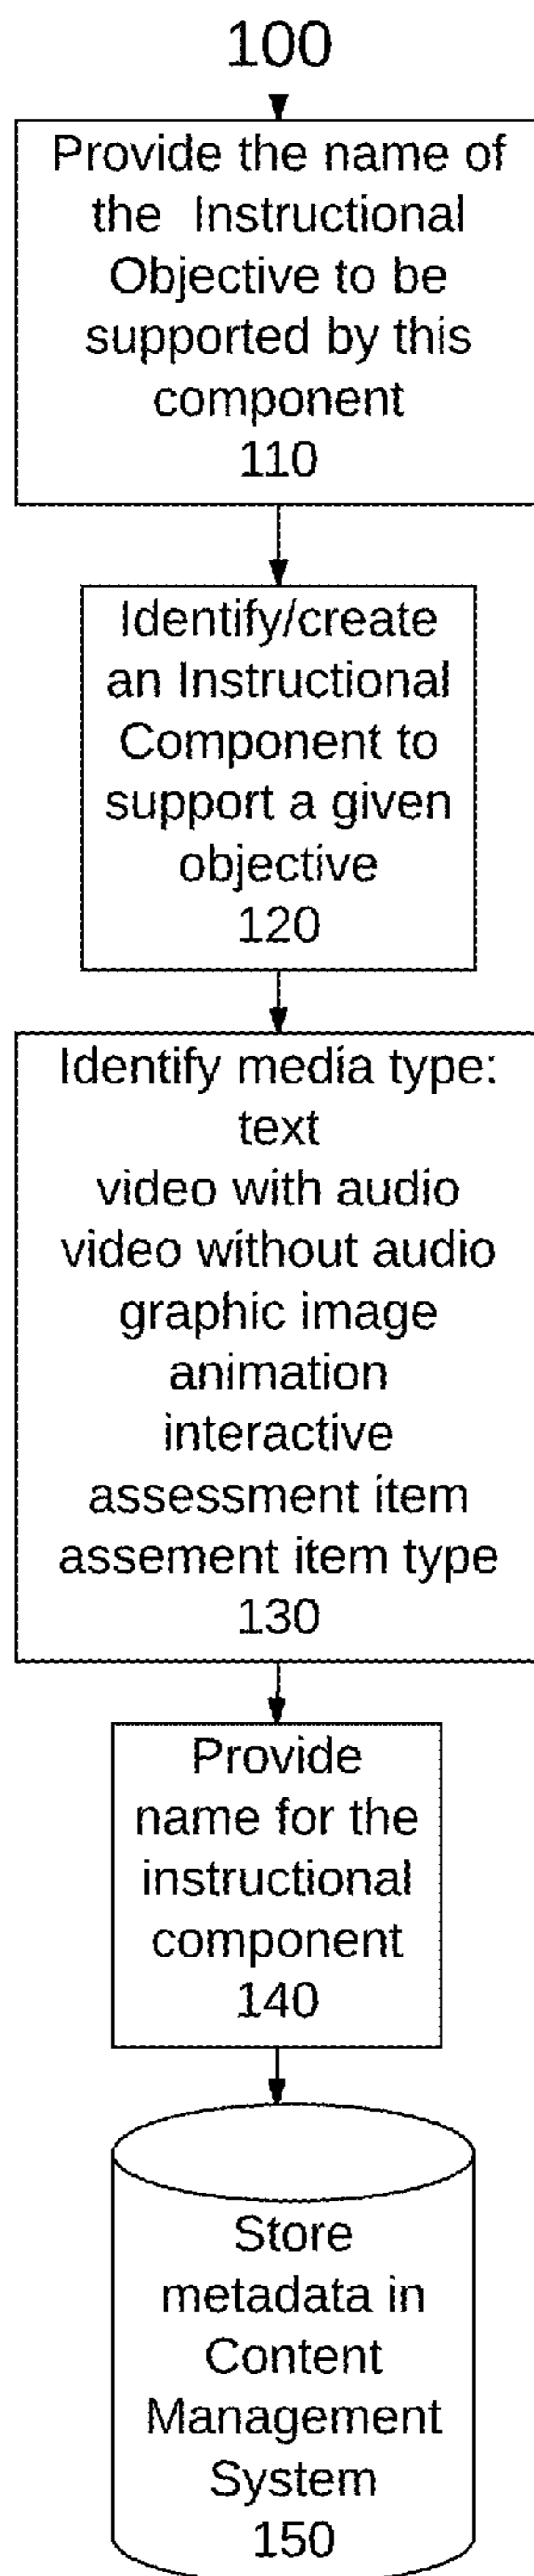 100
Provide the name of
the Instructional
Objective to be
supported by this
component
110
Identify/create
an Instructional
Component to
support a given
objective
120
Identify media type:
text
video with audio
video without audio
graphic image
animation
interactive
assessment item
assement item type
130
Provide
name for the
instructional
component
140
Store
metadata in
Content
Management
System
150